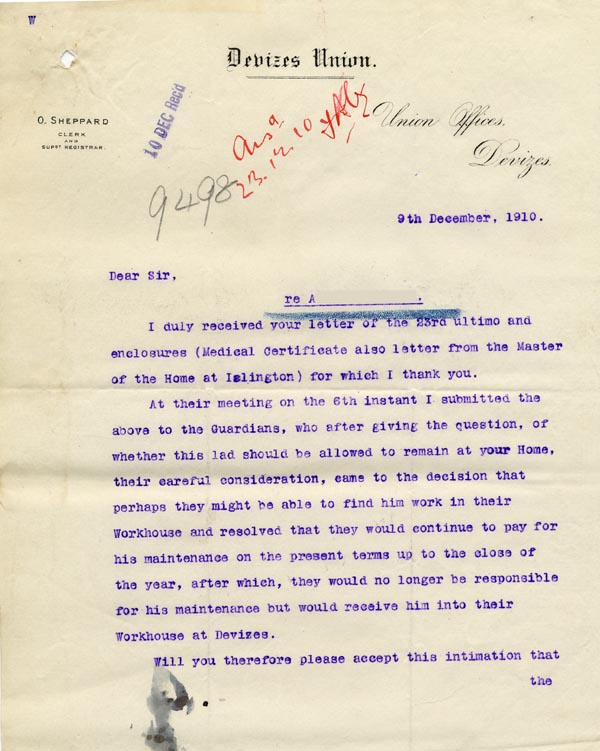 W
Devizes Union.
O. SHEPPARD
CLERK
AND
SUPDT REGISTRAR.
10 DEC Recd
Ansd
23.12.10
9498
Union Offices,
Devizes.
9th December, 1910.
Dear Sir,
re A____________.
I duly received your letter of the 23rd ultimo and
enclosures (Medical Certificate also letter from the Master
of the Home at Islington) for which I thank you.
At their meeting on the 6th instant I submitted the
above to the Guardians, who after giving the question, of
whether this lad should be allowed to remain at your Home,
their careful consideration, came to the decision that
perhaps they might be able to find him work in their
Workhouse and resolved that they would continue to pay for
his maintenance on the present terms up to the close of
the year, after which, they would no longer be responsible
for his maintenance but would receive him into their
Workhouse at Devizes.
Will you therefore please accept this intimation that
the